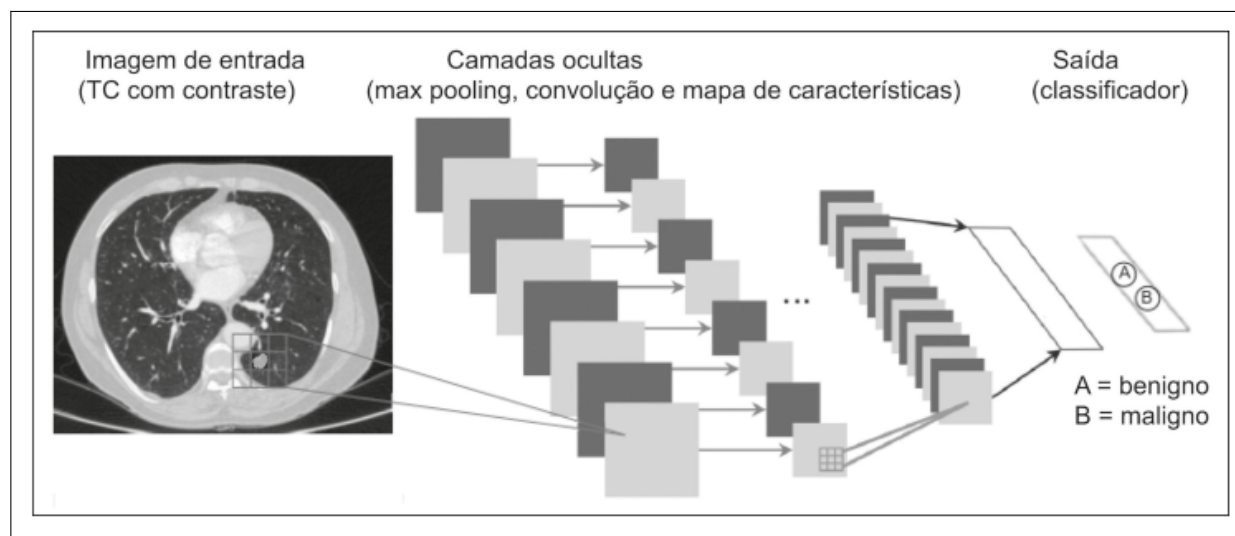 Imagem de entrada
(TC com contraste)
Camadas ocultas
(max pooling, convolução e mapa de características)
Saída
(classificador)
...
A
B
A = benigno
B = maligno